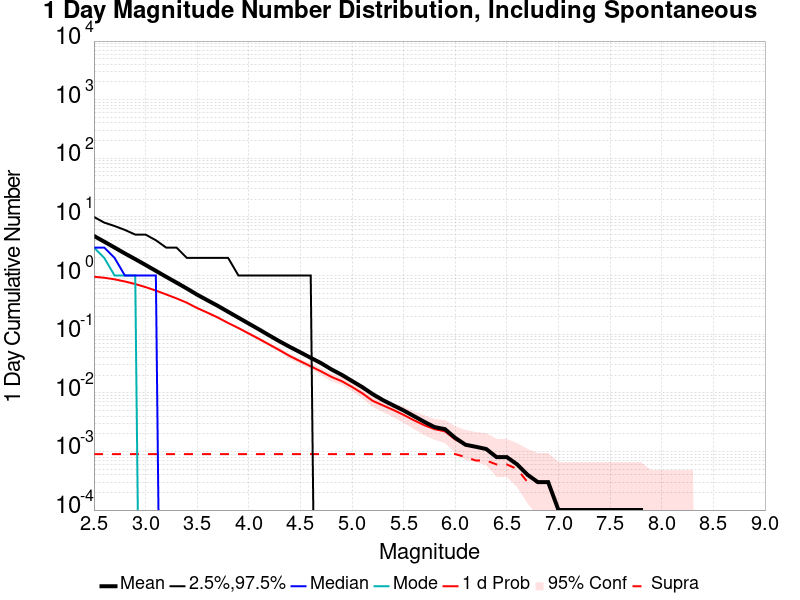 1 Day Magnitude Number Distribution, Including Spontaneous
10 4
10 3
10 2
10 1
10 0
10 -1
10 -2
10 -3
10 -4
1 Day Cumulative Number
2.5 3.0 3.5 4.0 4.5 5.0 5.5 6.0 6.5 7.0 7.5 8.0 8.5 9.0
Magnitude
Mean 2.5%,97.5% Median Mode 1 d Prob 95% Conf Supra